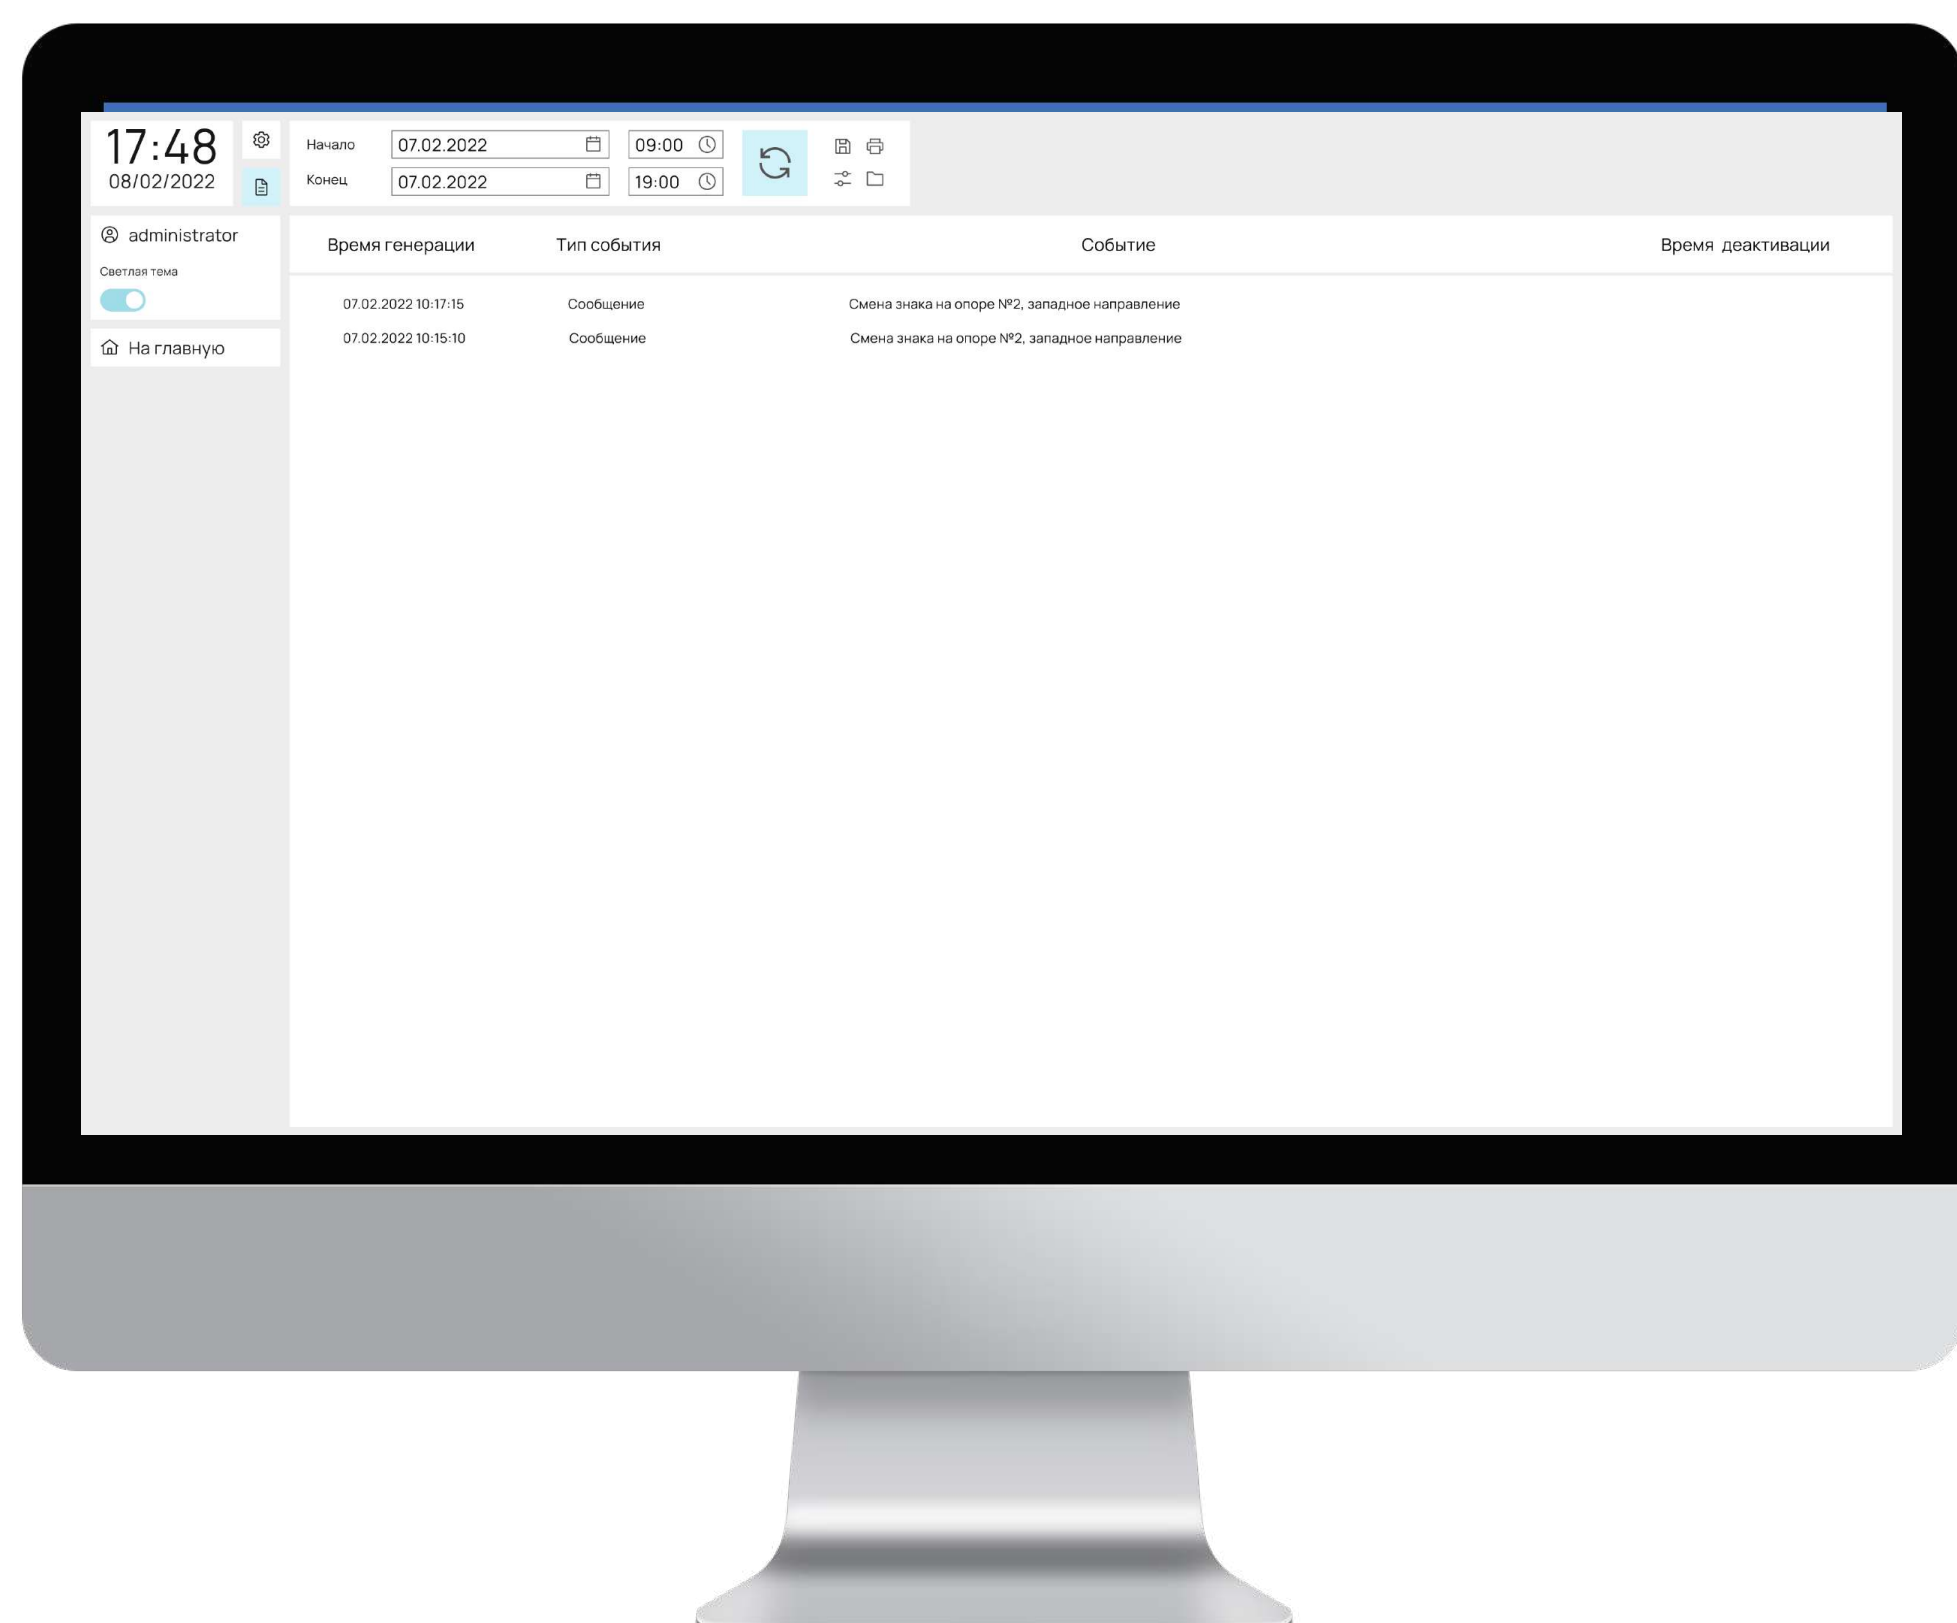 17:48
08/02/2022
Начало 07.02.2022 09:00
Конец 07.02.2022 19:00
administrator
Светлая тема
На главную
Время генерации Тип события Событие Время деактивации
07.02.2022 10:17:15 Сообщение Смена знака на опоре №2, западное направление
07.02.2022 10:15:10 Сообщение Смена знака на опоре №2, западное направление